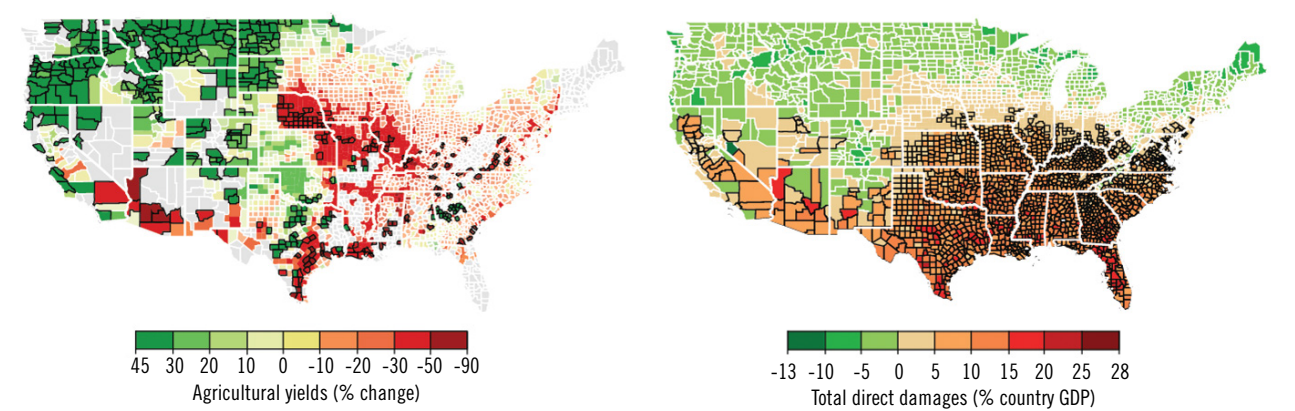 45 30 20 10 0 -10 -20 -30 -50 -90
Agricultural yields (% change)
-13 -10 -5 0 5 10 15 20 25 28
Total direct damages (% country GDP)